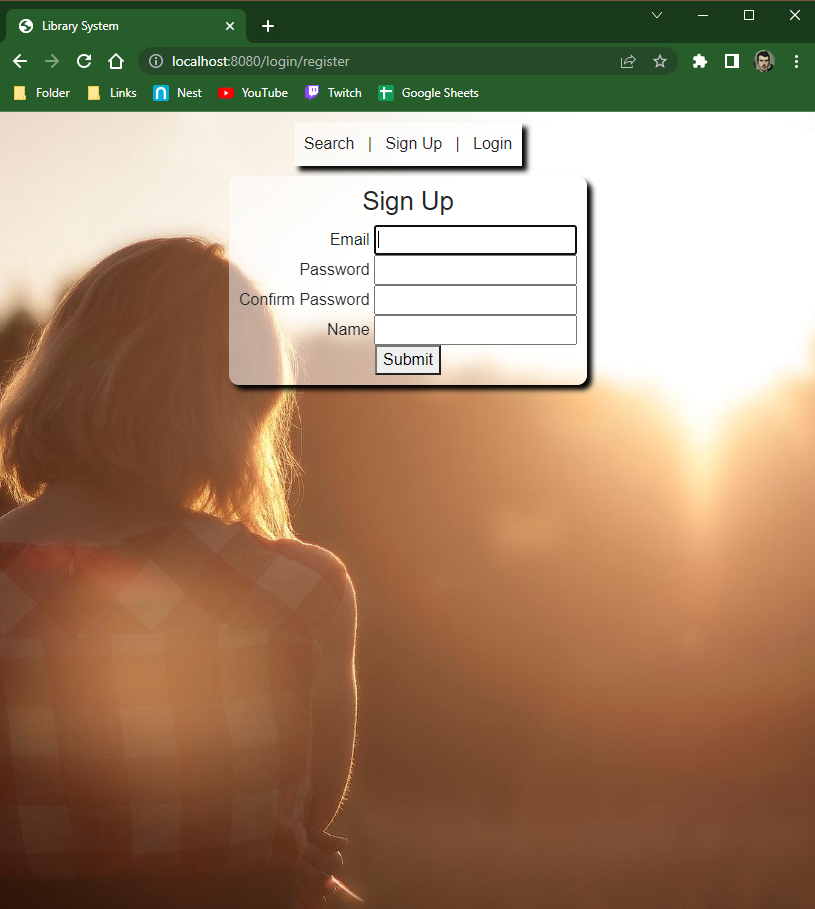 Library System
localhost:8080/login/register
Folder Links Nest YouTube Twitch Google Sheets
Search | Sign Up | Login
Sign Up
Email
Password
Confirm Password
Name
Submit